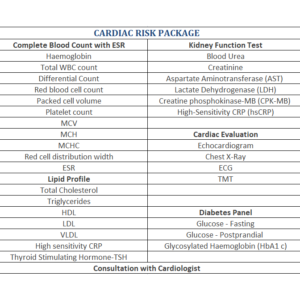 CARDIAC RISK PACKAGE
Complete Blood Count with ESR Kidney Function Test
Haemoglobin Blood Urea
Total WBC count Creatinine
Differential Count Aspartate Aminotransferase (AST)
Red blood cell count Lactate Dehydrogenase (LDH)
Packed cell volume Creatine phosphokinase-MB (CPK-MB)
Platelet count High-Sensitivity CRP (hsCRP)
MCV
MCH Cardiac Evaluation
MCHC Echocardiogram
Red cell distribution width Chest X-Ray
ESR ECG
Lipid Profile TMT
Total Cholesterol
Triglycerides
HDL Diabetes Panel
LDL Glucose - Fasting
VLDL Glucose - Postprandial
High sensitivity CRP Glycosylated Haemoglobin (HbA1 c)
Thyroid Stimulating Hormone-TSH
Consultation with Cardiologist